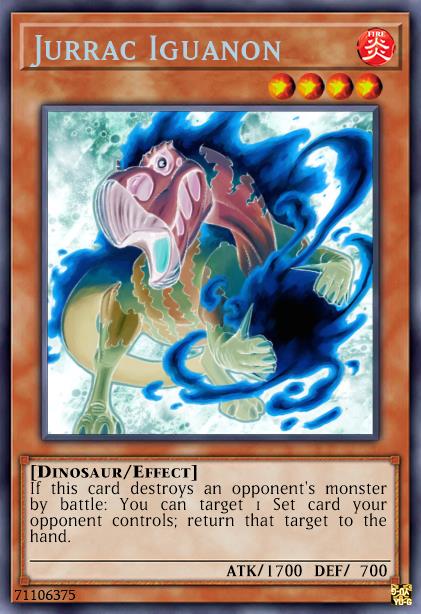 Jurrac Iguanon
FIRE
炎
[Dinosaur/Effect]
If this card destroys an opponent's monster
by battle: You can target 1 Set card your
opponent controls; return that target to the
hand.
ATK/1700 DEF/ 700
71106375